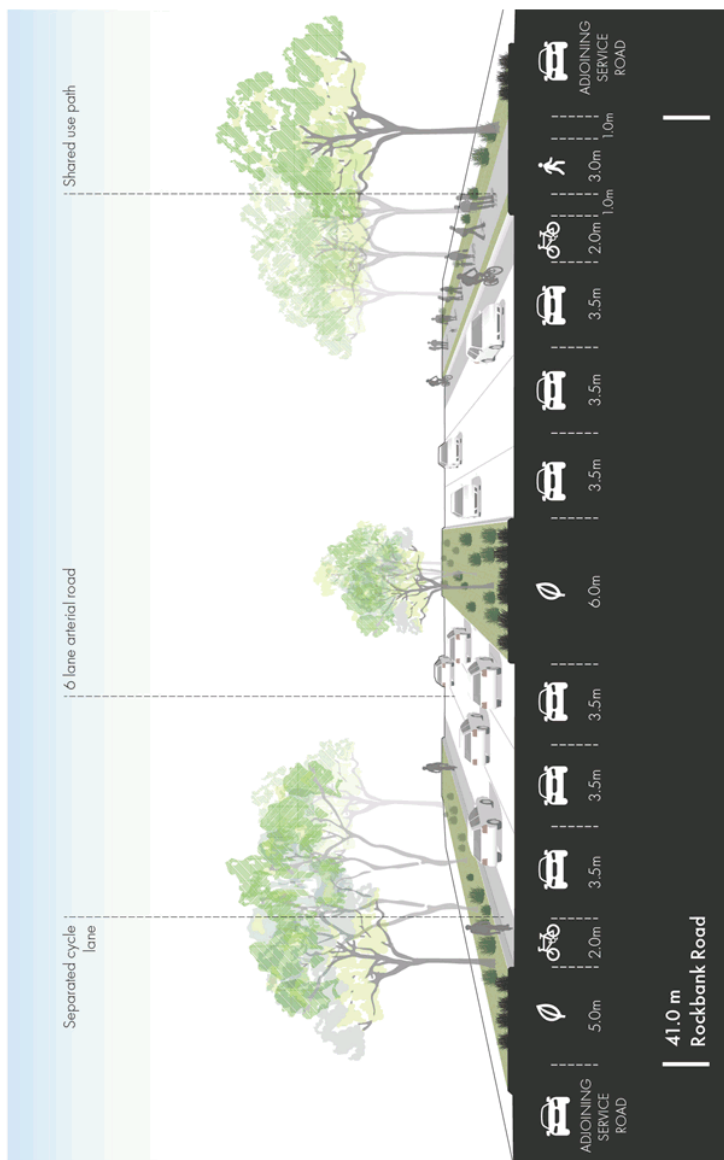 Separated cycle
lane
6 lane arterial road
Shared use path
ADJOINING
SERVICE
ROAD
5.0m
2.0m
3.5m
3.5m
3.5m
6.0m
3.5m
3.5m
3.5m
2.0m
1.0m
3.0m
1.0m
ADJOINING
SERVICE
ROAD
41.0 m
Rockbank Road